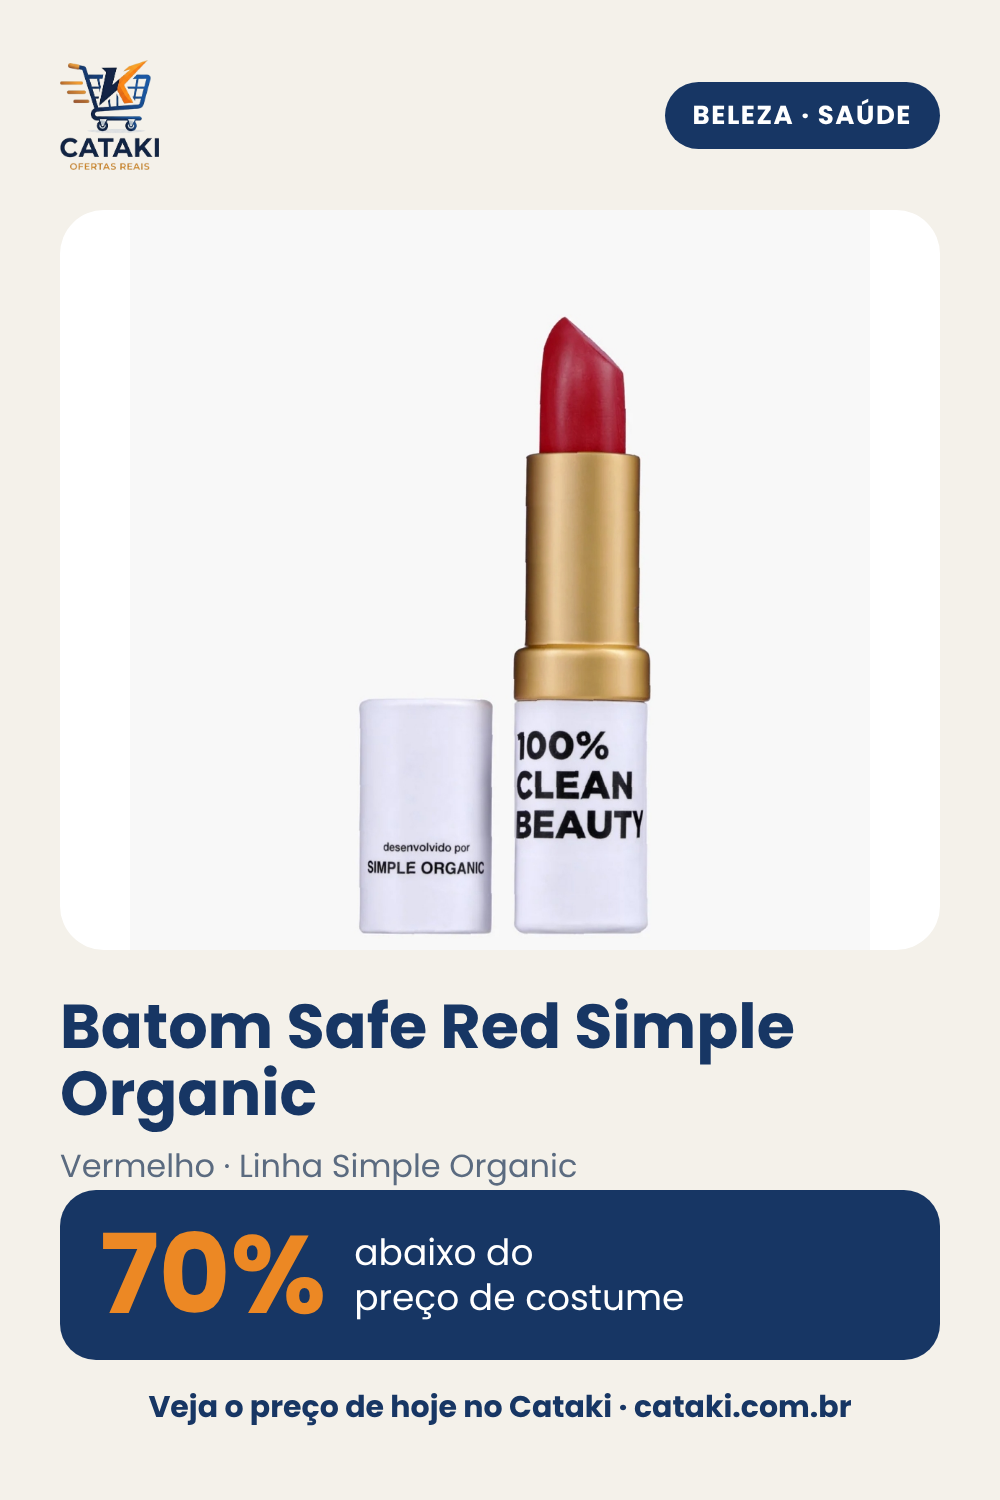 CATAKI
OFERTAS REAIS
BELEZA · SAÚDE
100%
CLEAN
BEAUTY
desenvolvido por
SIMPLE ORGANIC
Batom Safe Red Simple
Organic
Vermelho · Linha Simple Organic
70%
abaixo do
preço de costume
Veja o preço de hoje no Cataki · cataki.com.br